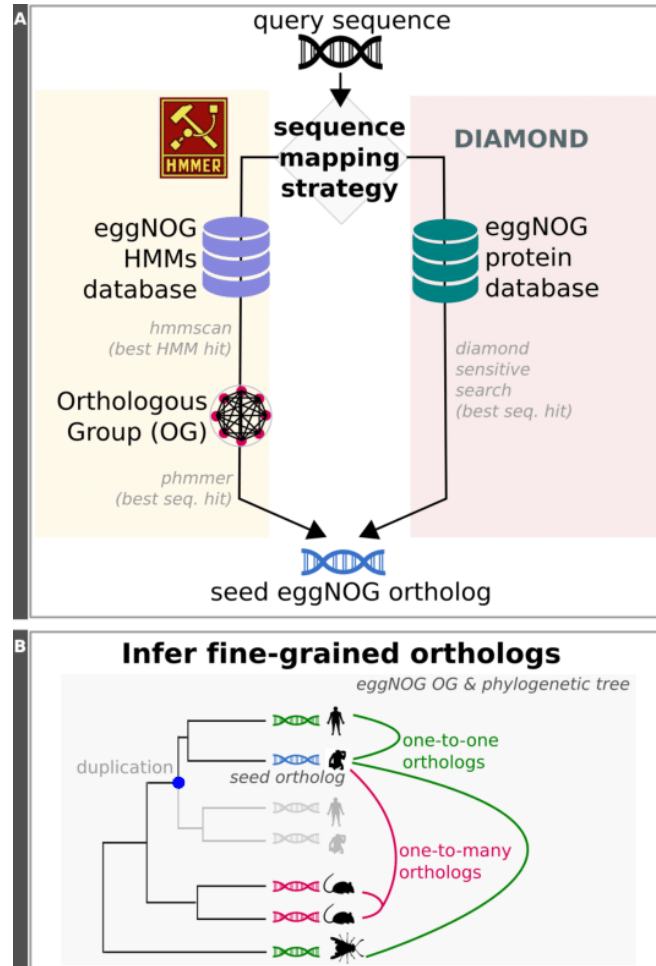 A
query sequence
HMMER
sequence
mapping
strategy
DIAMOND
eggNOG
HMMs
database
eggNOG
protein
database
hmmscan
(best HMM hit)
diamond
sensitive
search
(best seq. hit)
Orthologous
Group (OG)
phmmer
(best seq. hit)
seed eggNOG ortholog
B
Infer fine-grained orthologs
eggNOG OG & phylogenetic tree
one-to-one
orthologs
duplication
seed ortholog
one-to-many
orthologs